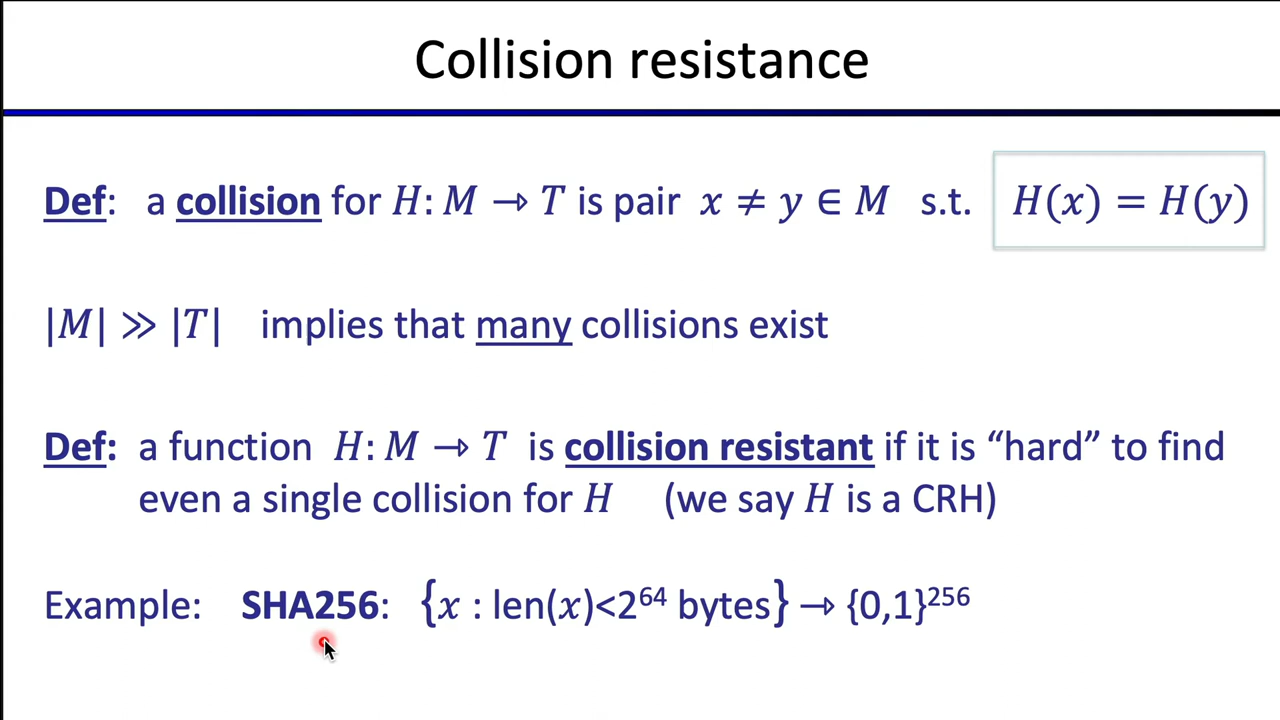 Collision resistance
Def: a collision for H: M → T is pair x ≠ y ∈ M s.t. H(x) = H(y)
|M| ≫ |T| implies that many collisions exist
Def: a function H: M → T is collision resistant if it is “hard” to find
even a single collision for H (we say H is a CRH)
Example: SHA256: {x : len(x)<2⁶⁴ bytes} → {0,1}²⁵⁶